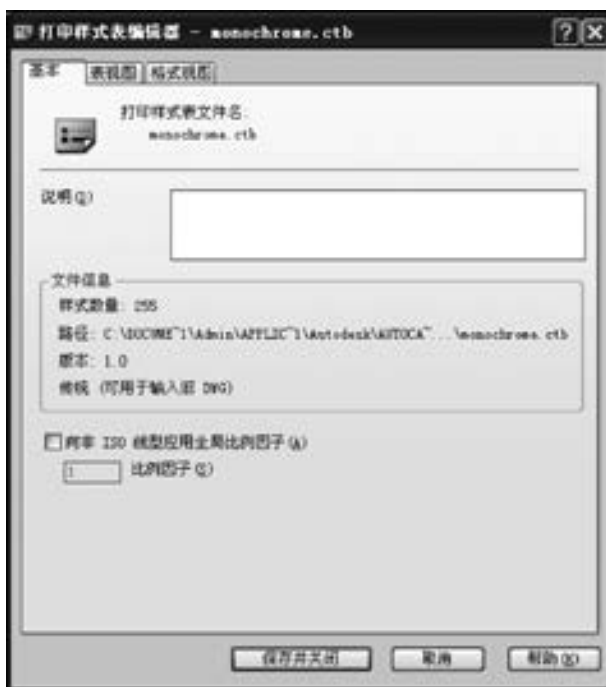 打印样式表编辑器 - monochrome.ctb
基本 表视图 格式视图
打印样式表文件名:
monochrome.ctb
说明(Q)
文件信息
样式数量: 255
路径: C:\DOCUME~1\Admin\APPLIC~1\Autodesk\AUTOCA~...\monochrome.ctb
版本: 1.0
传统 (可用于输入旧 DWG)
向非 ISO 线型应用全局比例因子(A)
1 比例因子(S)
保存并关闭 取消 帮助(H)